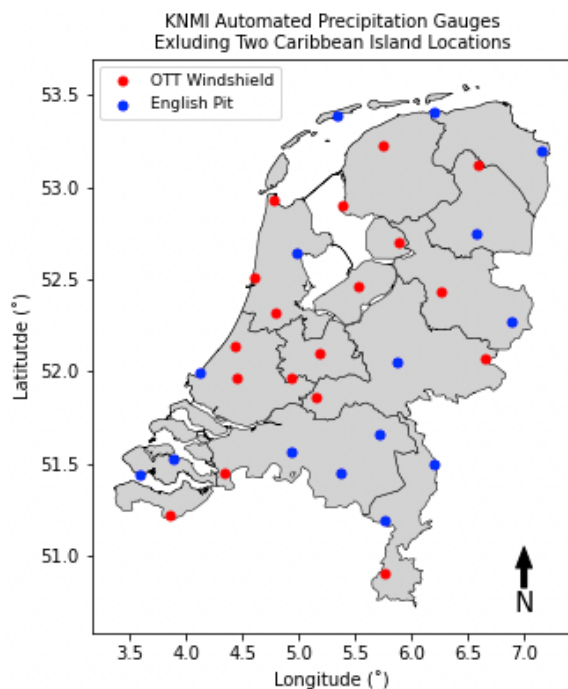 KNMI Automated Precipitation Gauges
Exluding Two Caribbean Island Locations
OTT Windshield
English Pit
53.5
53.0
52.5
52.0
51.5
51.0
Latitutde (˚)
N
3.5 4.0 4.5 5.0 5.5 6.0 6.5 7.0
Longitude (˚)